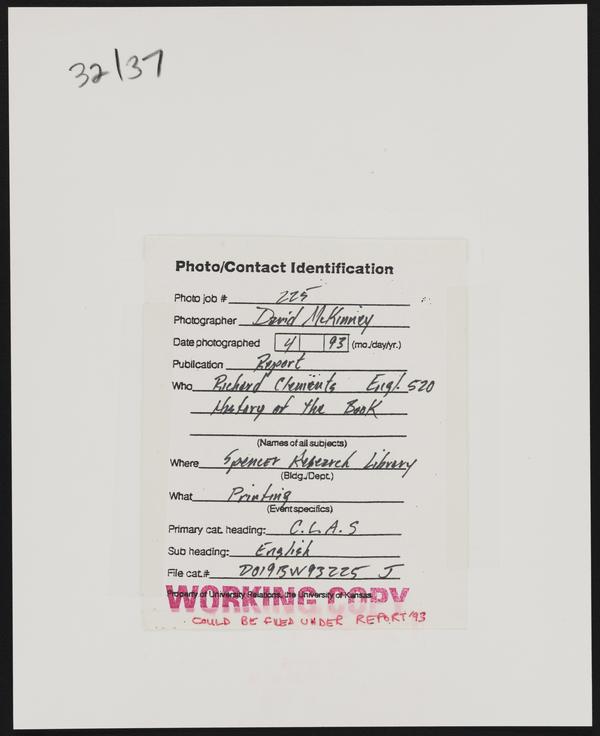 32/37
Photo/Contact Identification
Photo job # 225
Photographer David McKinney
Date photographed 4 93 (mo./day/yr.)
Publication Report
Who Richard Clements Engl. 520
History of the Book
(Names of all subjects)
Where Spencer Research Library
(Bldg./Dept.)
What Printing
(Event specifics)
Primary cat. heading: C.L.A.S
Sub heading: English
File cat.# D019BW93225 J
Property of University Relations, the University of Kansas
WORKING COPY
COULD BE FILED UNDER REPORT '93